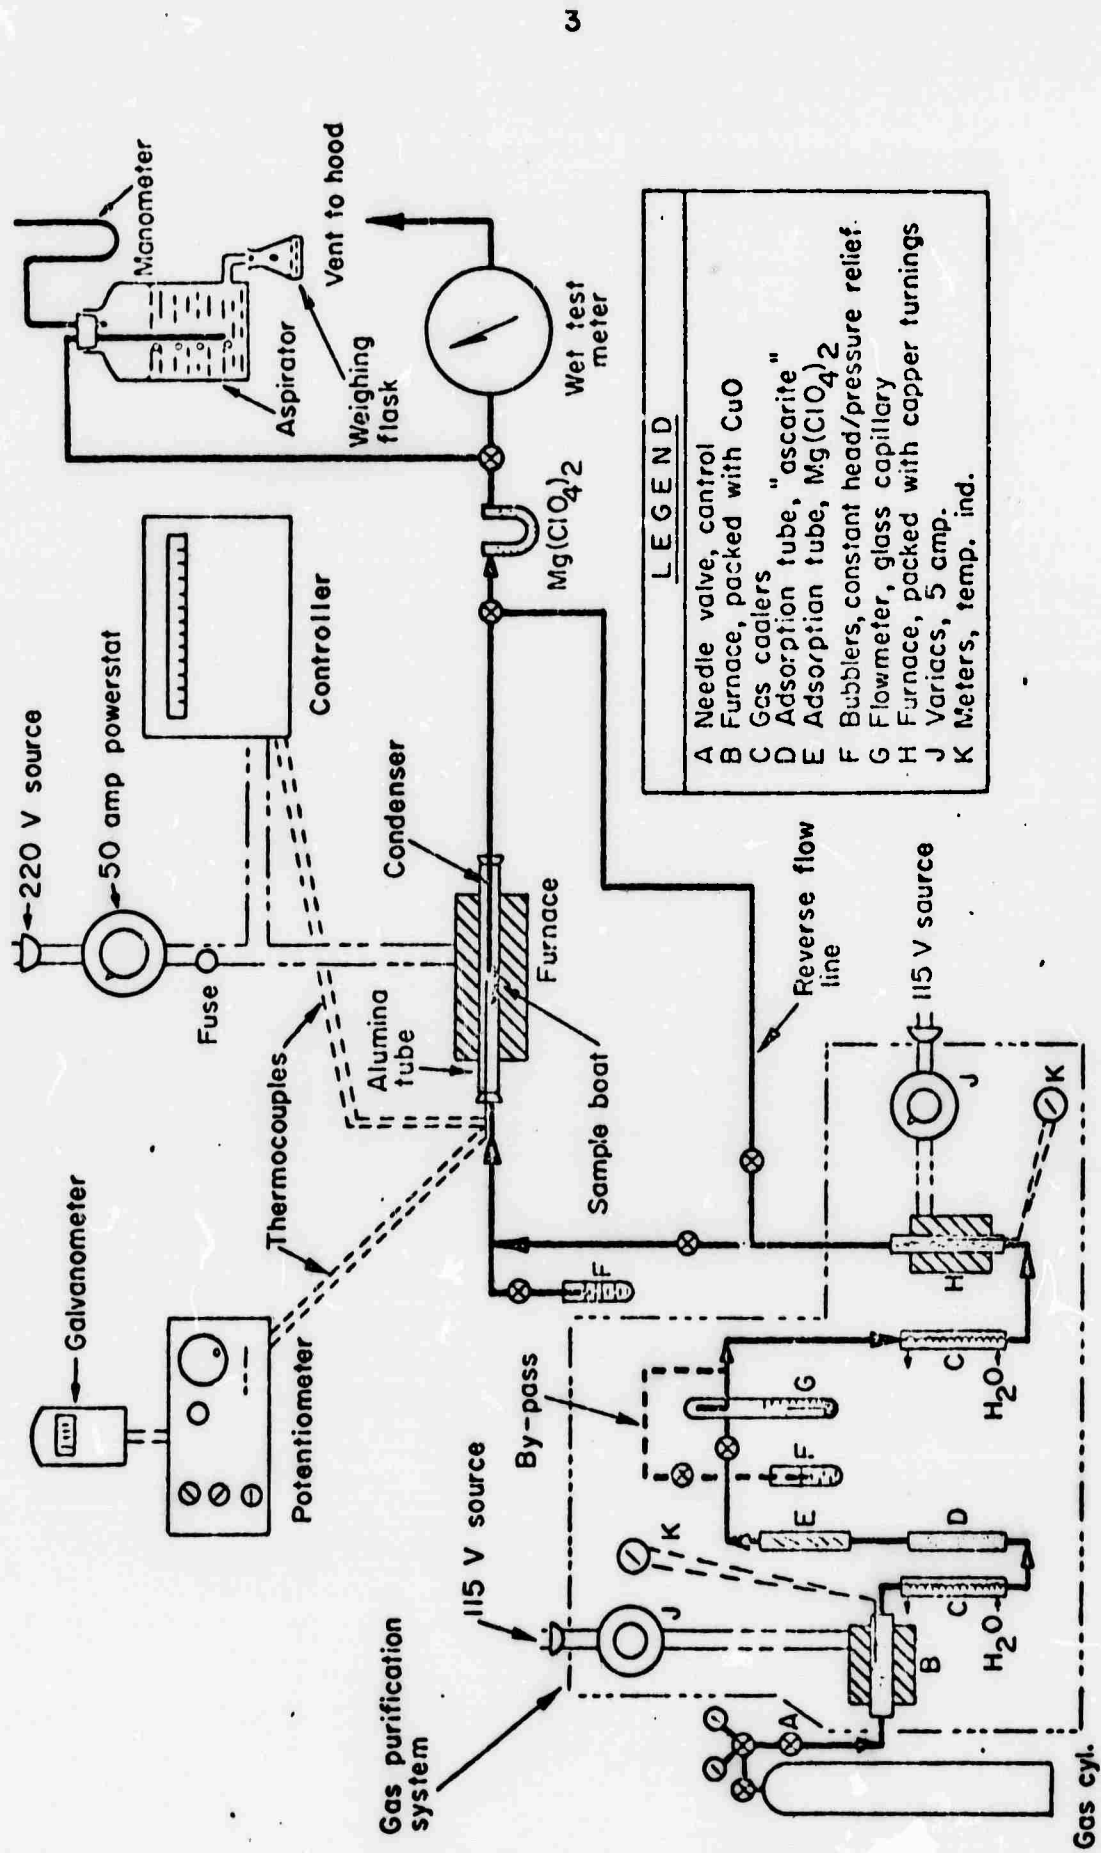 3
Galvanometer
Potentiometer
Thermocouples
220 V source
50 amp powerstat
Fuse
Controller
Manometer
Aspirator
Weighing
flask
Vent to hood
Wet test
meter
Mg(ClO4)2
Condenser
Furnace
Alumina
tube
Sample boat
Reverse flow
line
115 V source
J
K
H
F
By-pass
G
F
C
H2O
115 V source
Gas purification
system
J
K
E
D
C
H2O
B
A
Gas cyl.
LEGEND
A Needle valve, control
B Furnace, packed with CuO
C Gas coolers
D Adsorption tube, "ascarite"
E Adsorption tube, Mg(ClO4)2
F Bubblers, constant head/pressure relief
G Flowmeter, glass capillary
H Furnace, packed with copper turnings
J Variacs, 5 amp.
K Meters, temp. ind.